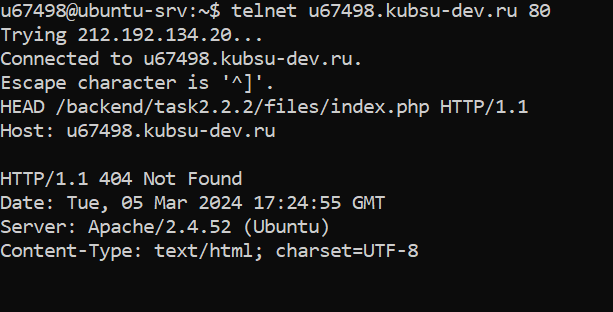 u67498@ubuntu-srv:~$ telnet u67498.kubsu-dev.ru 80
Trying 212.192.134.20...
Connected to u67498.kubsu-dev.ru.
Escape character is '^]'.
HEAD /backend/task2.2.2/files/index.php HTTP/1.1
Host: u67498.kubsu-dev.ru

HTTP/1.1 404 Not Found
Date: Tue, 05 Mar 2024 17:24:55 GMT
Server: Apache/2.4.52 (Ubuntu)
Content-Type: text/html; charset=UTF-8